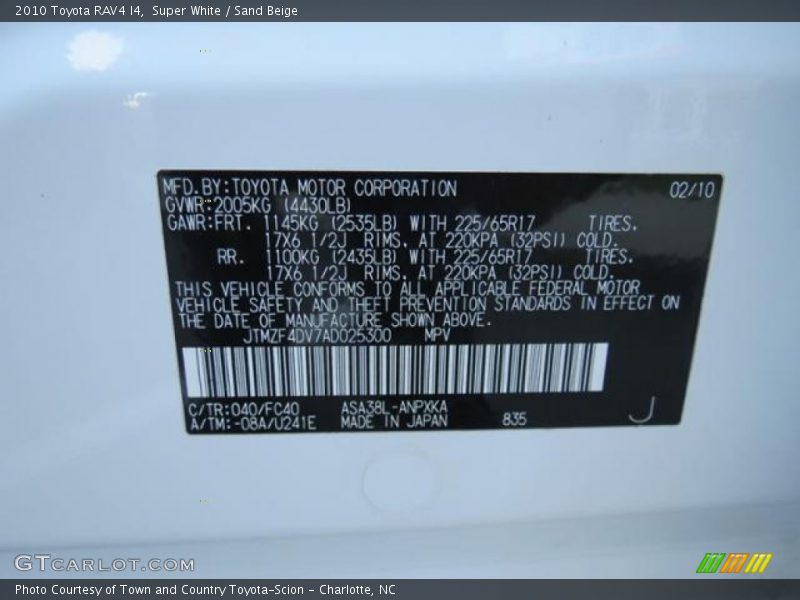 2010 Toyota RAV4 I4, Super White / Sand Beige
MFD.BY:TOYOTA MOTOR CORPORATION 02/10
GVWR:2005KG (4430LB)
GAWR:FRT. 1145KG (2535LB) WITH 225/65R17 TIRES.
17X6 1/2J RIMS, AT 220KPA (32PSI) COLD.
RR. 1100KG (2435LB) WITH 225/65R17 TIRES.
17X6 1/2J RIMS, AT 220KPA (32PSI) COLD.
THIS VEHICLE CONFORMS TO ALL APPLICABLE FEDERAL MOTOR
VEHICLE SAFETY AND THEFT PREVENTION STANDARDS IN EFFECT ON
THE DATE OF MANUFACTURE SHOWN ABOVE.
JTMZF4DV7AD025300 MPV
C/TR:040/FC40 ASA38L-ANPXKA
A/TM:-08A/U241E MADE IN JAPAN 835 J
GTCARLOT.COM
Photo Courtesy of Town and Country Toyota-Scion - Charlotte, NC